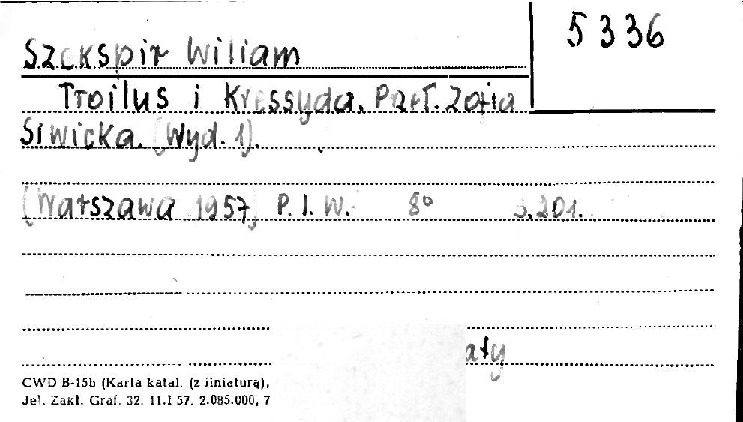 5336
Szekspir Wiliam
Troilus i Kressyda. Przeł. Zofia
Siwicka. (Wyd. 1).
[Warszawa 1957] P. I. W. 8° S. 201.
CWD B-15b (Karta katal. (z liniaturą),
Jel. Zakł. Graf. 32. 11.I 57. 2.085.000, 7